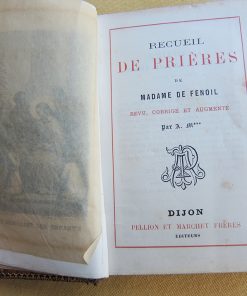 RECUEIL
DE PRIÈRES
DE
MADAME DE FENOIL
REVU, CORRIGÉ ET AUGMENTÉ
Par A. M***
DIJON
PELLION ET MARCHET FRÈRES
ÉDITEURS